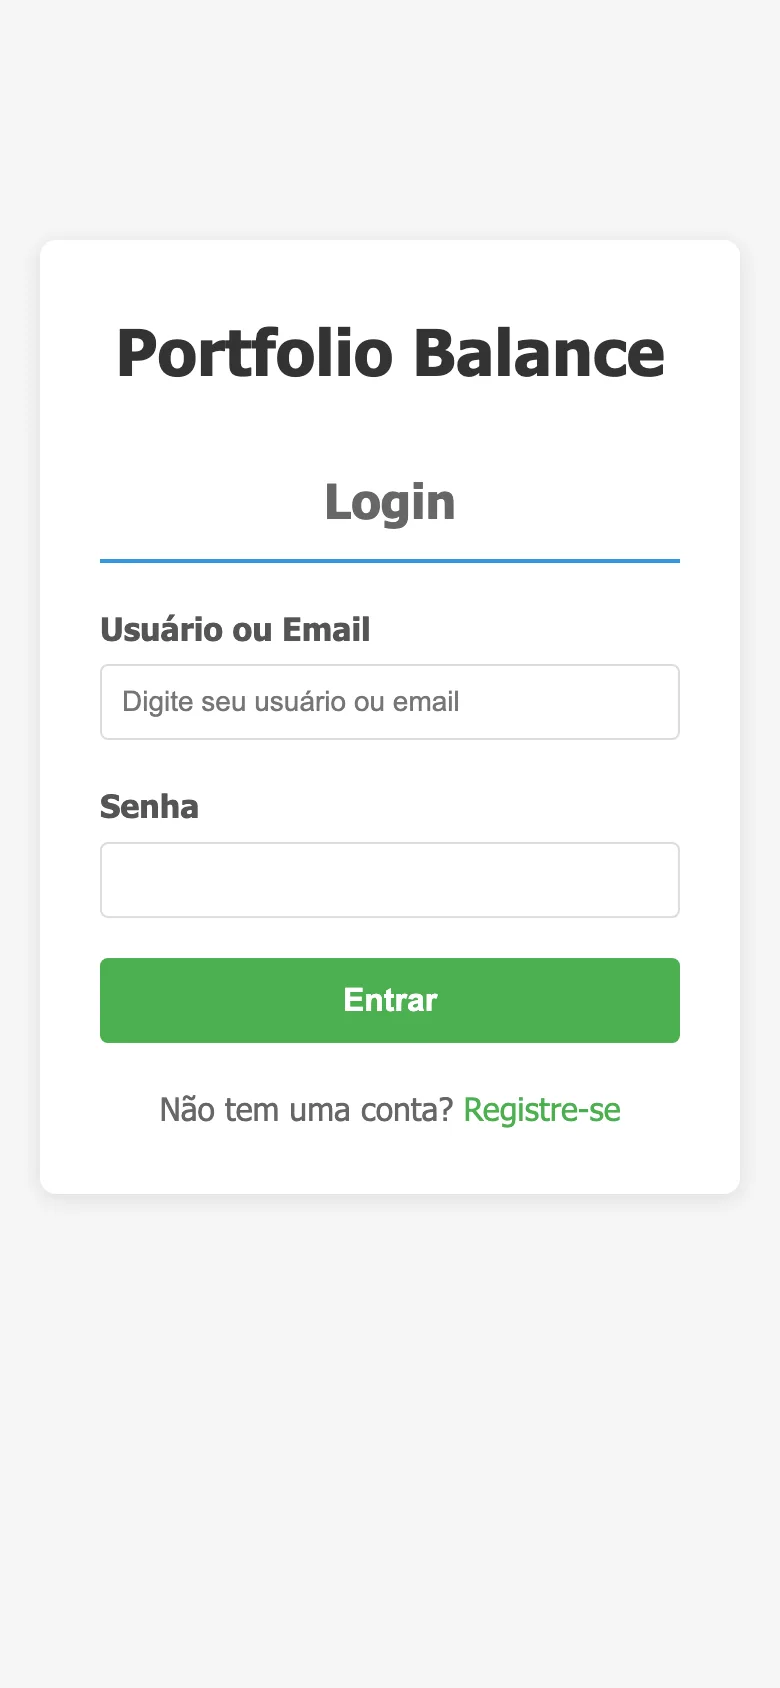 Portfolio Balance
Login
Usuário ou Email
Digite seu usuário ou email
Senha
Entrar
Não tem uma conta? Registre-se